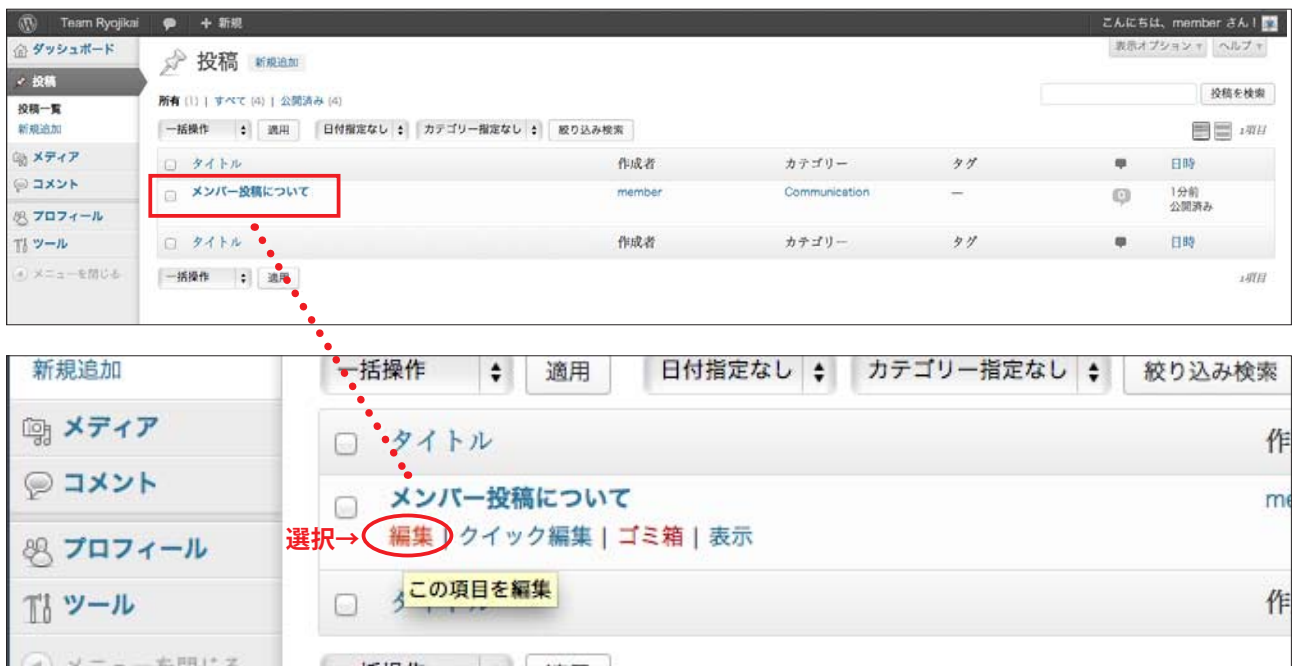 Team Ryojikai + 新規 こんにちは、member さん!
ダッシュボード
投稿 新規追加
表示オプション ヘルプ
投稿
投稿一覧
新規追加
所有 (1) | すべて (4) | 公開済み (4)
投稿を検索
一括操作 適用 日付指定なし カテゴリー指定なし 絞り込み検索 1項目
メディア
コメント
プロフィール
ツール
メニューを閉じる
タイトル 作成者 カテゴリー タグ 日時
メンバー投稿について member Communication — 0 1分前
公開済み
タイトル 作成者 カテゴリー タグ 日時
一括操作 適用 1項目
新規追加 一括操作 適用 日付指定なし カテゴリー指定なし 絞り込み検索
メディア
コメント
プロフィール
ツール
メニューを閉じる
タイトル 作
メンバー投稿について me
選択→編集 | クイック編集 | ゴミ箱 | 表示
この項目を編集
作